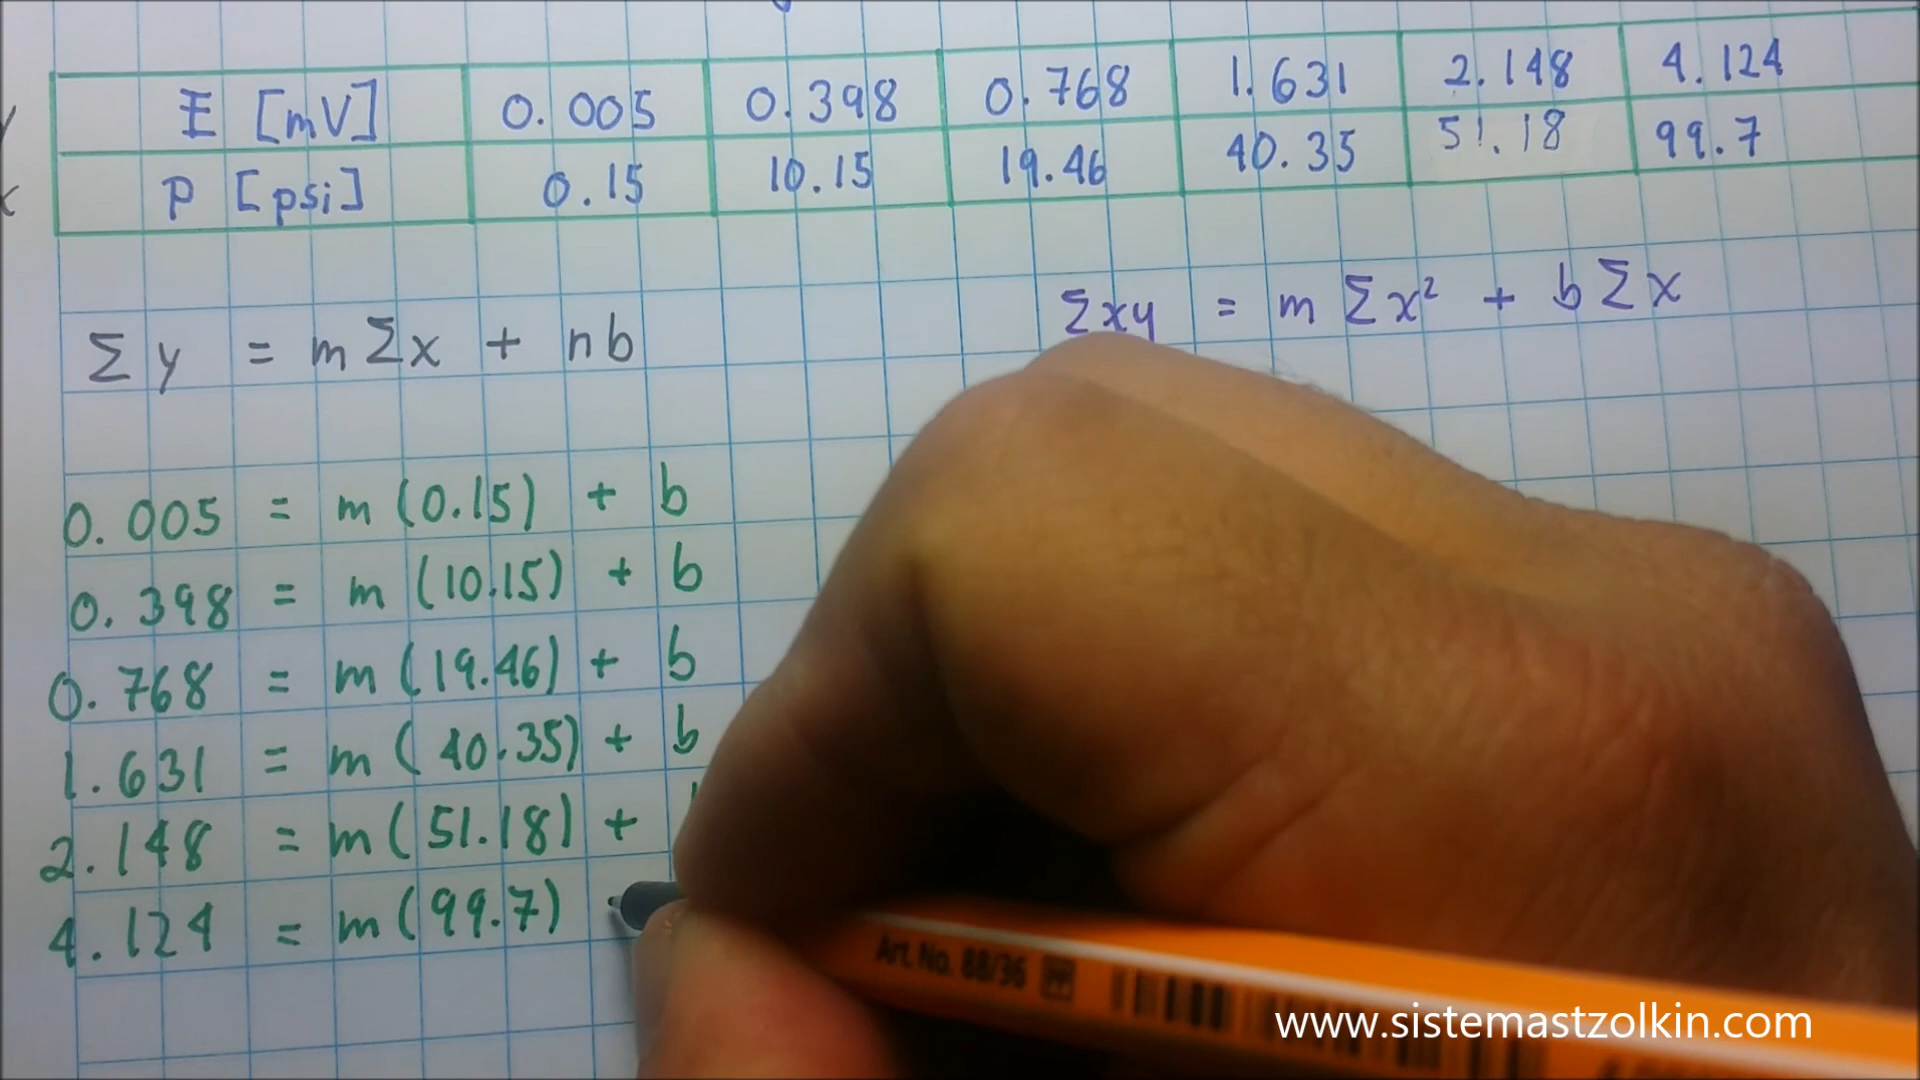 E [mV] 0.005 0.398 0.768 1.631 2.148 4.124
P [psi] 0.15 10.15 19.46 40.35 51.18 99.7
Σy = mΣx + nb
Σxy = mΣx² + bΣx
0.005 = m(0.15) + b
0.398 = m(10.15) + b
0.768 = m(19.46) + b
1.631 = m(40.35) + b
2.148 = m(51.18) +
4.124 = m(99.7)
Art. No. 88/36
www.sistemastzolkin.com